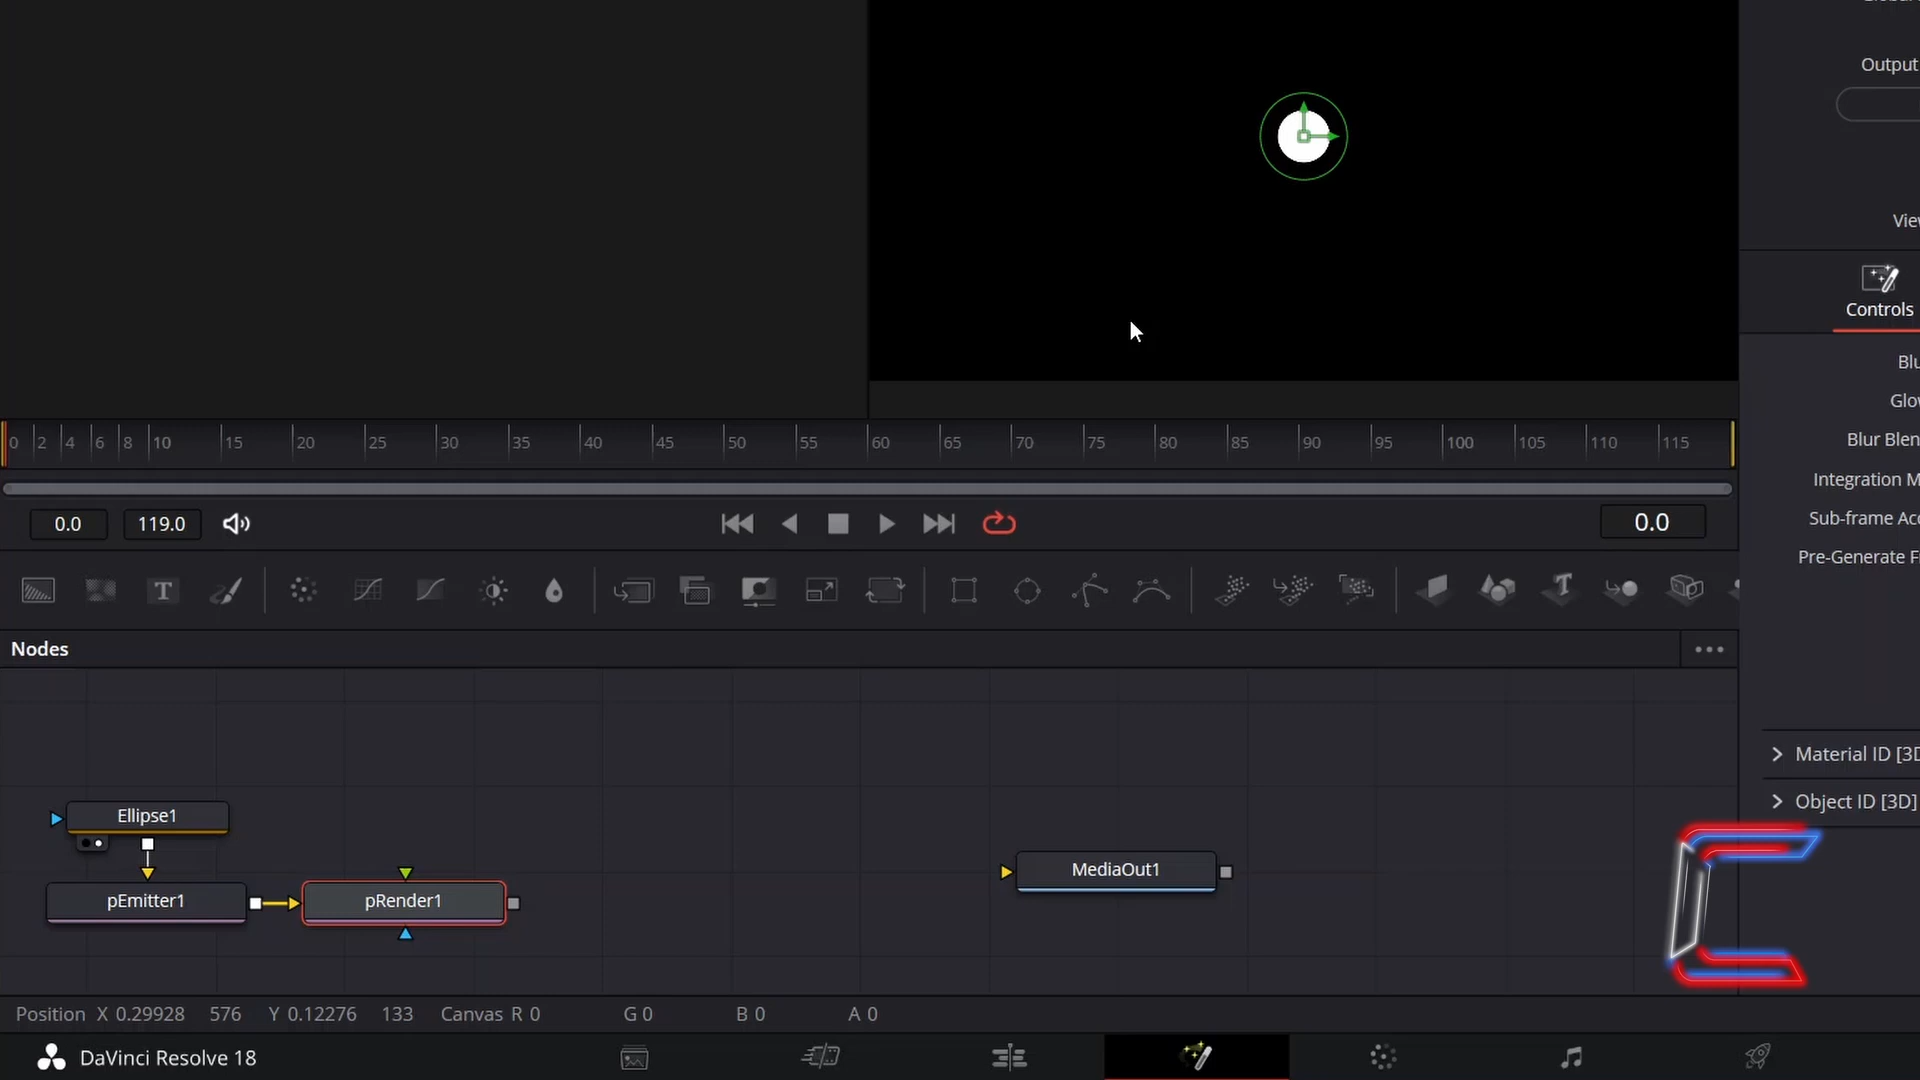 Output
View
Controls
Blu
Glow
Blur Blen
Integration M
Sub-frame Acc
Pre-Generate F
0 2 4 6 8 10 15 20 25 30 35 40 45 50 55 60 65 70 75 80 85 90 95 100 105 110 115
0.0 119.0 0.0
T T
Nodes
Material ID [3D
Object ID [3D]
Ellipse1
pEmitter1
pRender1
MediaOut1
Position X 0.29928 576 Y 0.12276 133 Canvas R 0 G 0 B 0 A 0
DaVinci Resolve 18